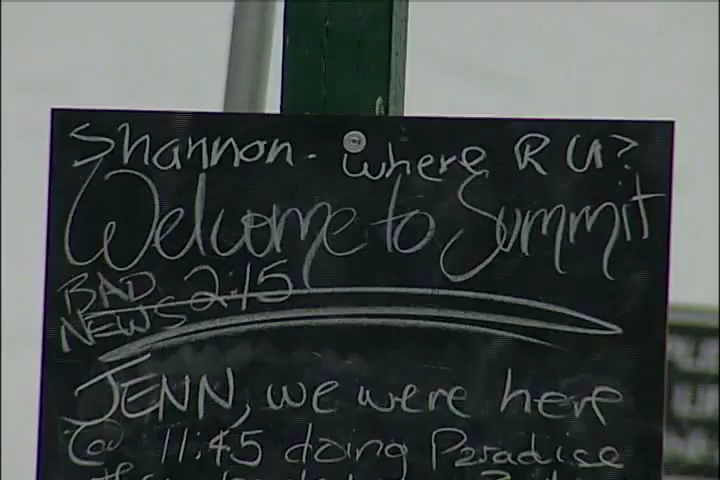 Shannon. where R U?
Welcome to Summit
BAD
NEWS 2:15
JENN, we were here
@ 11:45 doing Paradise